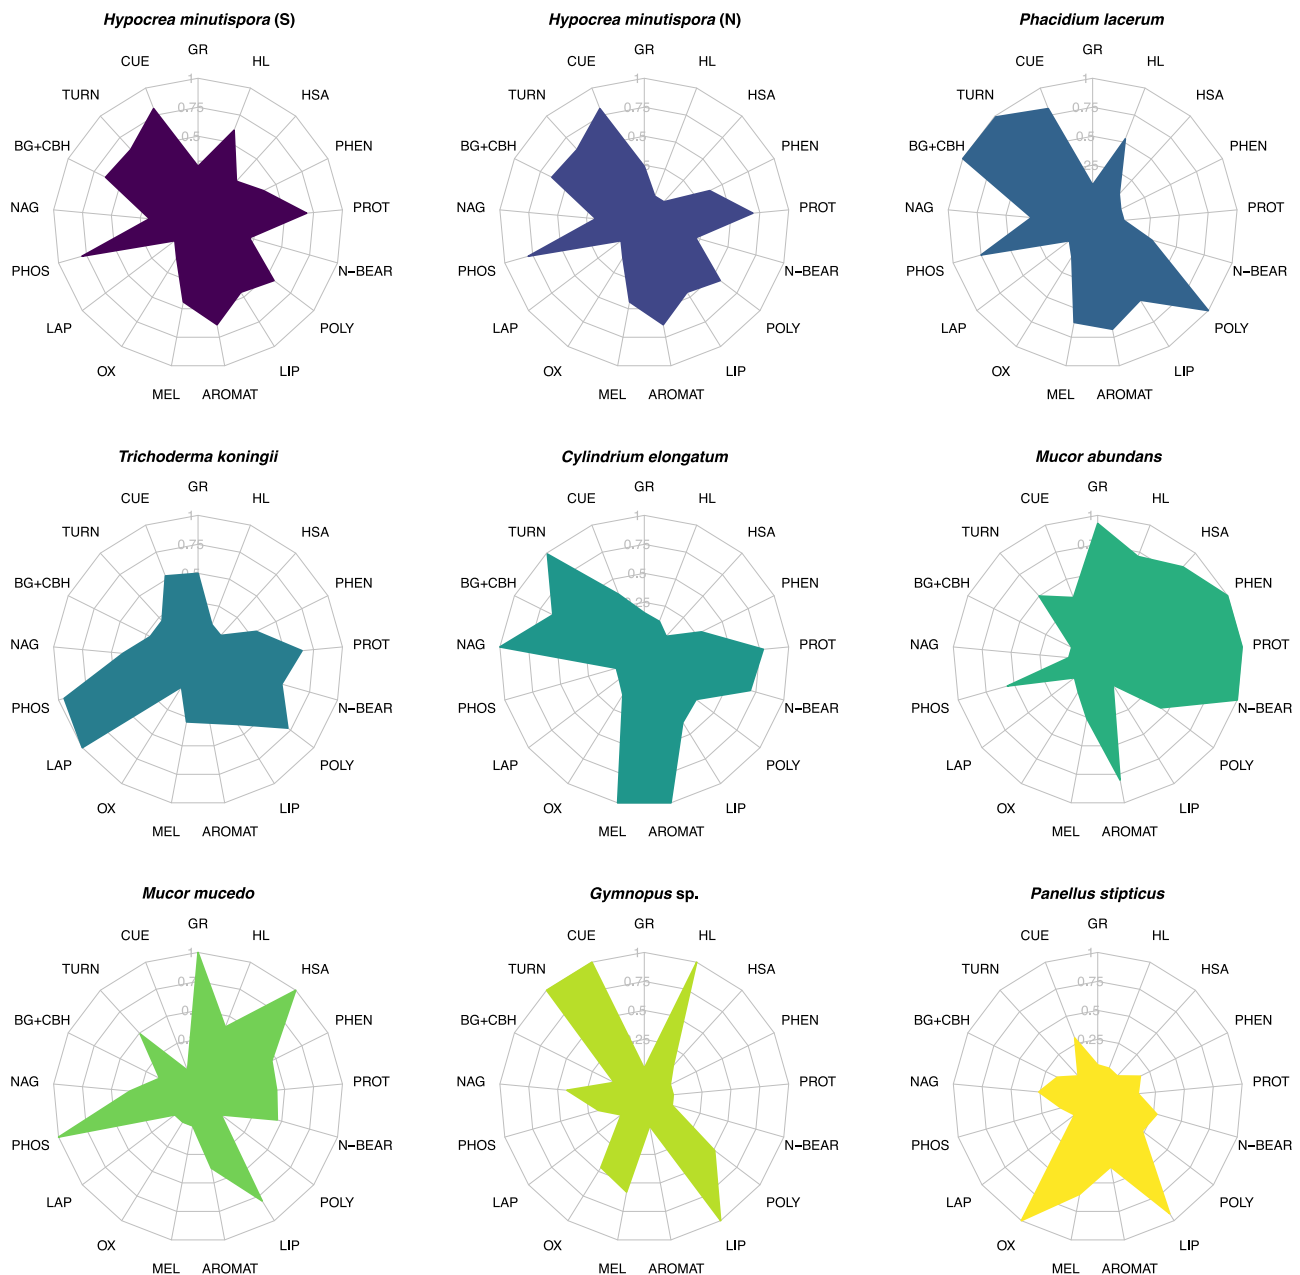 Hypocrea minutispora (S)
GR
HL
HSA
PHEN
PROT
N−BEAR
POLY
LIP
AROMAT
MEL
OX
LAP
PHOS
NAG
BG+CBH
TURN
CUE
1
0.75
0.5
Hypocrea minutispora (N)
GR
HL
HSA
PHEN
PROT
N−BEAR
POLY
LIP
AROMAT
MEL
OX
LAP
PHOS
NAG
BG+CBH
TURN
CUE
1
0.75
0.5
Phacidium lacerum
GR
HL
HSA
PHEN
PROT
N−BEAR
POLY
LIP
AROMAT
MEL
OX
LAP
PHOS
NAG
BG+CBH
TURN
CUE
1
0.75
0.5
Trichoderma koningii
GR
HL
HSA
PHEN
PROT
N−BEAR
POLY
LIP
AROMAT
MEL
OX
LAP
PHOS
NAG
BG+CBH
TURN
CUE
1
0.75
Cylindrium elongatum
GR
HL
HSA
PHEN
PROT
N−BEAR
POLY
LIP
AROMAT
MEL
OX
LAP
PHOS
NAG
BG+CBH
TURN
CUE
1
0.75
0.5
0.25
Mucor abundans
GR
HL
HSA
PHEN
PROT
N−BEAR
POLY
LIP
AROMAT
MEL
OX
LAP
PHOS
NAG
BG+CBH
TURN
CUE
1
Mucor mucedo
GR
HL
HSA
PHEN
PROT
N−BEAR
POLY
LIP
AROMAT
MEL
OX
LAP
PHOS
NAG
BG+CBH
TURN
CUE
1
Gymnopus sp.
GR
HL
HSA
PHEN
PROT
N−BEAR
POLY
LIP
AROMAT
MEL
OX
LAP
PHOS
NAG
BG+CBH
TURN
CUE
1
0.75
0.5
0.25
Panellus stipticus
GR
HL
HSA
PHEN
PROT
N−BEAR
POLY
LIP
AROMAT
MEL
OX
LAP
PHOS
NAG
BG+CBH
TURN
CUE
1
0.75
0.5
0.25